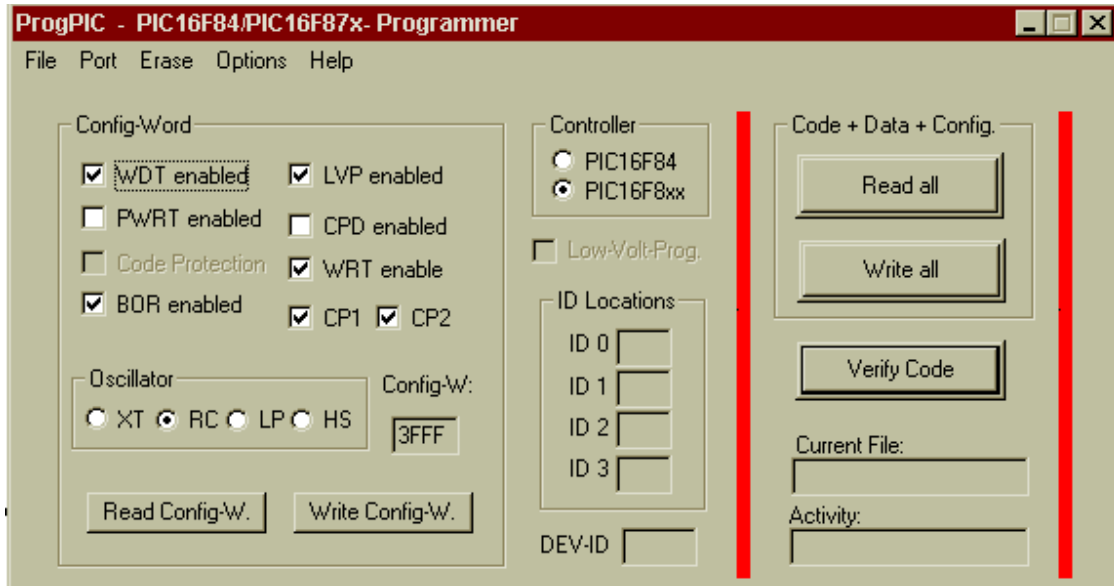 ProgPIC - PIC16F84/PIC16F87x- Programmer
File Port Erase Options Help
Config-Word
WDT enabled
LVP enabled
PWRT enabled
CPD enabled
Code Protection
WRT enable
BOR enabled
CP1 CP2
Oscillator
XT RC LP HS
Config-W:
3FFF
Read Config-W. Write Config-W.
Controller
PIC16F84
PIC16F8xx
Low-Volt-Prog.
ID Locations
ID 0
ID 1
ID 2
ID 3
DEV-ID
Code + Data + Config.
Read all
Write all
Verify Code
Current File:
Activity: